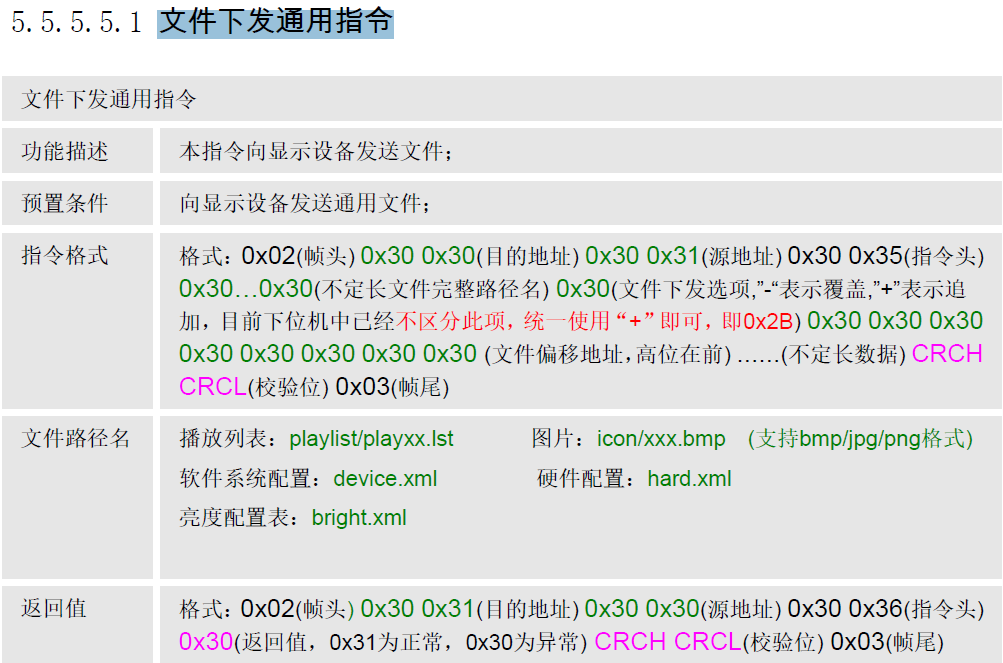 5.5.5.5.1 文件下发通用指令
文件下发通用指令
功能描述 本指令向显示设备发送文件；
预置条件 向显示设备发送通用文件；
指令格式 格式：0x02(帧头) 0x30 0x30(目的地址) 0x30 0x31(源地址) 0x30 0x35(指令头)
0x30…0x30(不定长文件完整路径名) 0x30(文件下发选项,”-“表示覆盖,”+”表示追
加，目前下位机中已经不区分此项，统一使用“+”即可，即0x2B) 0x30 0x30 0x30
0x30 0x30 0x30 0x30 0x30 (文件偏移地址,高位在前) ……(不定长数据) CRCH
CRCL(校验位) 0x03(帧尾)
文件路径名 播放列表：playlist/playxx.lst 图片：icon/xxx.bmp (支持bmp/jpg/png格式)
软件系统配置：device.xml 硬件配置：hard.xml
亮度配置表：bright.xml
返回值 格式：0x02(帧头) 0x30 0x31(目的地址) 0x30 0x30(源地址) 0x30 0x36(指令头)
0x30(返回值，0x31为正常，0x30为异常) CRCH CRCL(校验位) 0x03(帧尾)